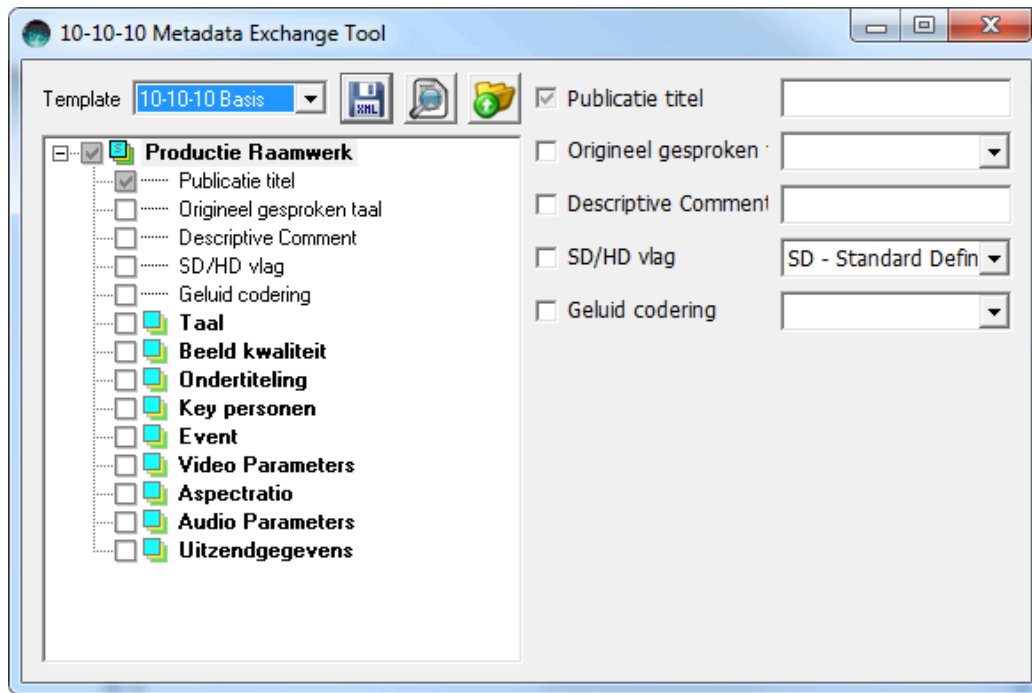 10-10-10 Metadata Exchange Tool
Template 10-10-10 Basis
XML
S
Productie Raamwerk
Publicatie titel
Origineel gesproken taal
Descriptive Comment
SD/HD vlag
Geluid codering
Taal
Beeld kwaliteit
Ondertiteling
Key personen
Event
Video Parameters
Aspectratio
Audio Parameters
Uitzendgegevens
Publicatie titel
Origineel gesproken
Descriptive Comment
SD/HD vlag SD - Standard Defin
Geluid codering